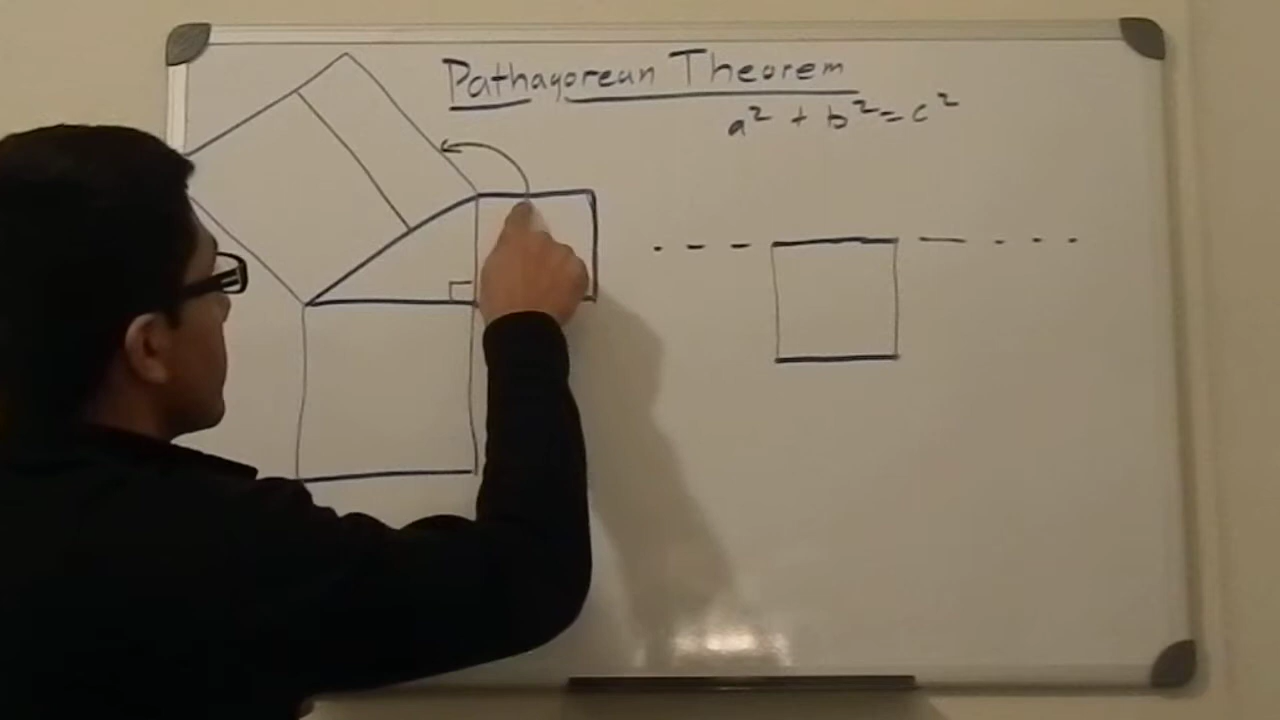 Pathagorean Theorem
a² + b² = c²